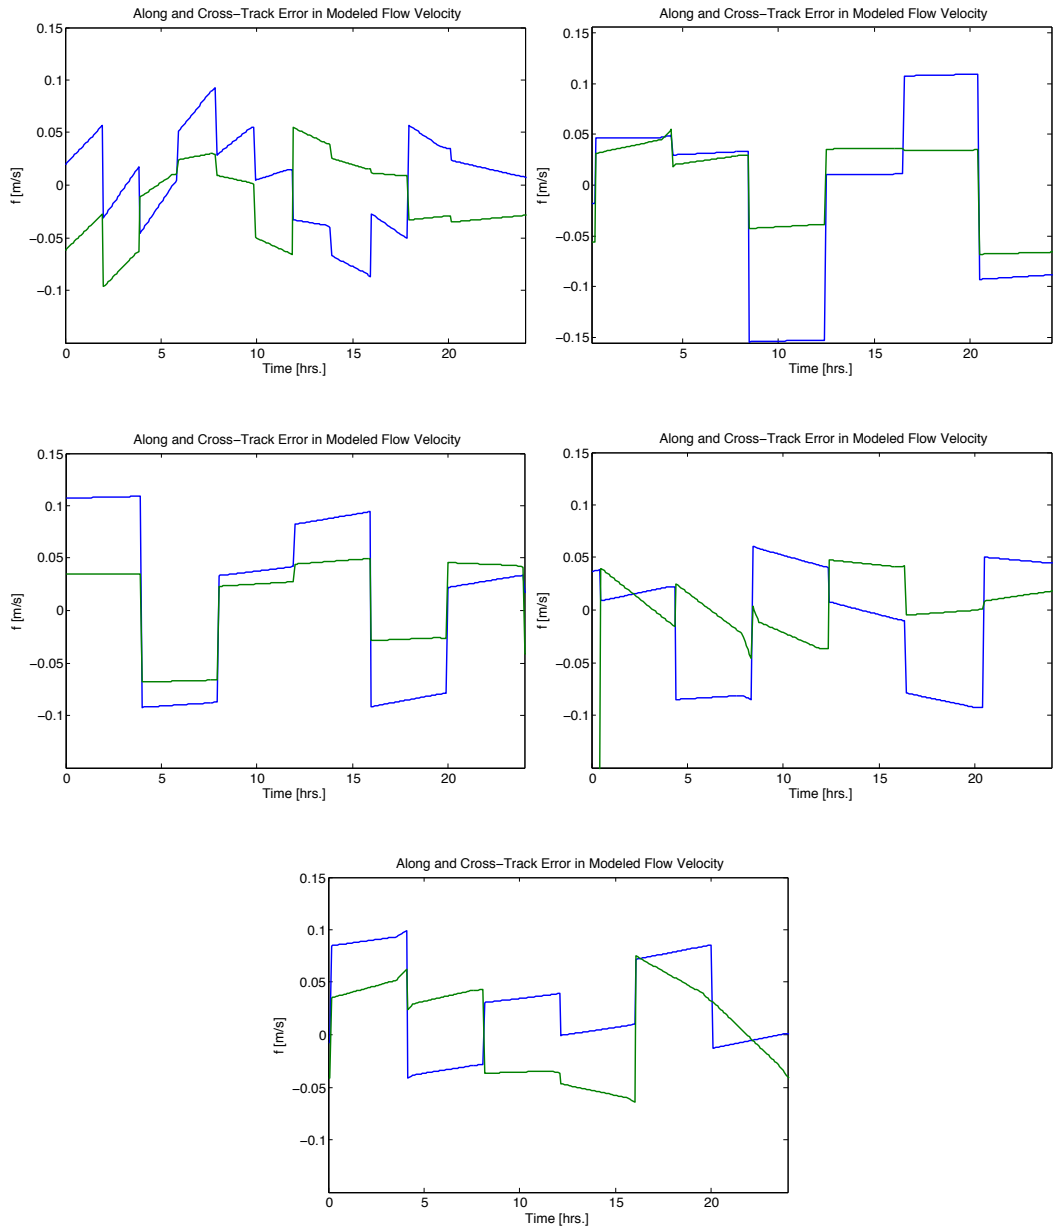 Along and Cross−Track Error in Modeled Flow Velocity
0.15
0.1
0.05
0
−0.05
−0.1
f [m/s]
0 5 10 15 20
Time [hrs.]
Along and Cross−Track Error in Modeled Flow Velocity
0.15
0.1
0.05
0
−0.05
−0.1
−0.15
f [m/s]
5 10 15 20
Time [hrs.]
Along and Cross−Track Error in Modeled Flow Velocity
0.15
0.1
0.05
0
−0.05
−0.1
f [m/s]
0 5 10 15 20
Time [hrs.]
Along and Cross−Track Error in Modeled Flow Velocity
0.15
0.1
0.05
0
−0.05
−0.1
f [m/s]
0 5 10 15 20
Time [hrs.]
Along and Cross−Track Error in Modeled Flow Velocity
0.15
0.1
0.05
0
−0.05
−0.1
f [m/s]
0 5 10 15 20
Time [hrs.]